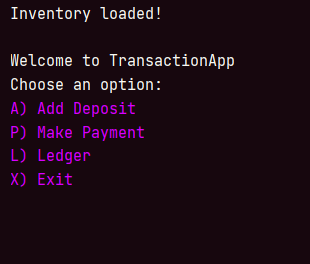 Inventory loaded!
Welcome to TransactionApp
Choose an option:
A) Add Deposit
P) Make Payment
L) Ledger
X) Exit